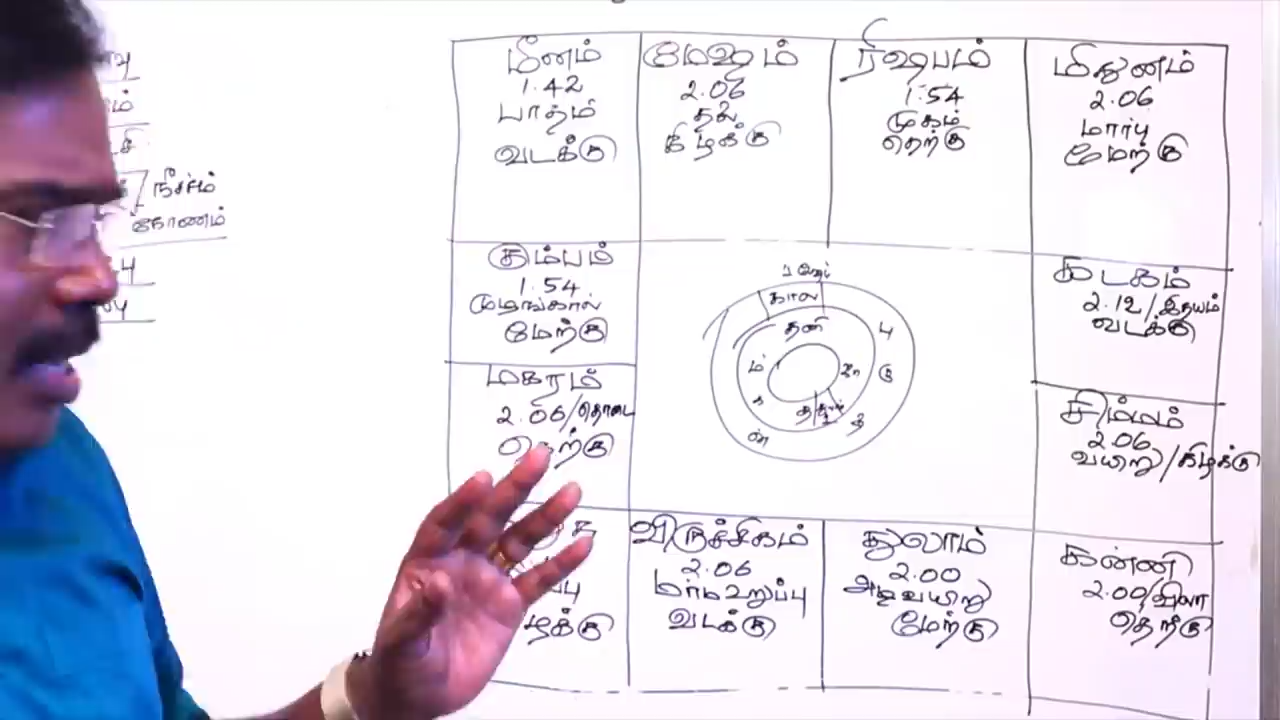 நீசம்
கோணம்
மீனம்
1.42
பாதம்
வடக்கு
மேஷம்
2.06
தலை
கிழக்கு
ரிஷபம்
1.54
முகம்
தெற்கு
மிதுனம்
2.06
மார்பு
மேற்கு
கும்பம்
1.54
முழங்கால்
மேற்கு
கடகம்
2.12/இதயம்
வடக்கு
கால
தனி
பு
கு
ம்
ன்
மகரம்
2.06/தொடை
தெற்கு
சிம்மம்
2.06
வயிறு/கிழக்கு
ழக்கு
விருச்சிகம்
2.06
மர்மஉறுப்பு
வடக்கு
துலாம்
2.00
அடிவயிறு
மேற்கு
கன்னி
2.00/விலா
தெற்கு